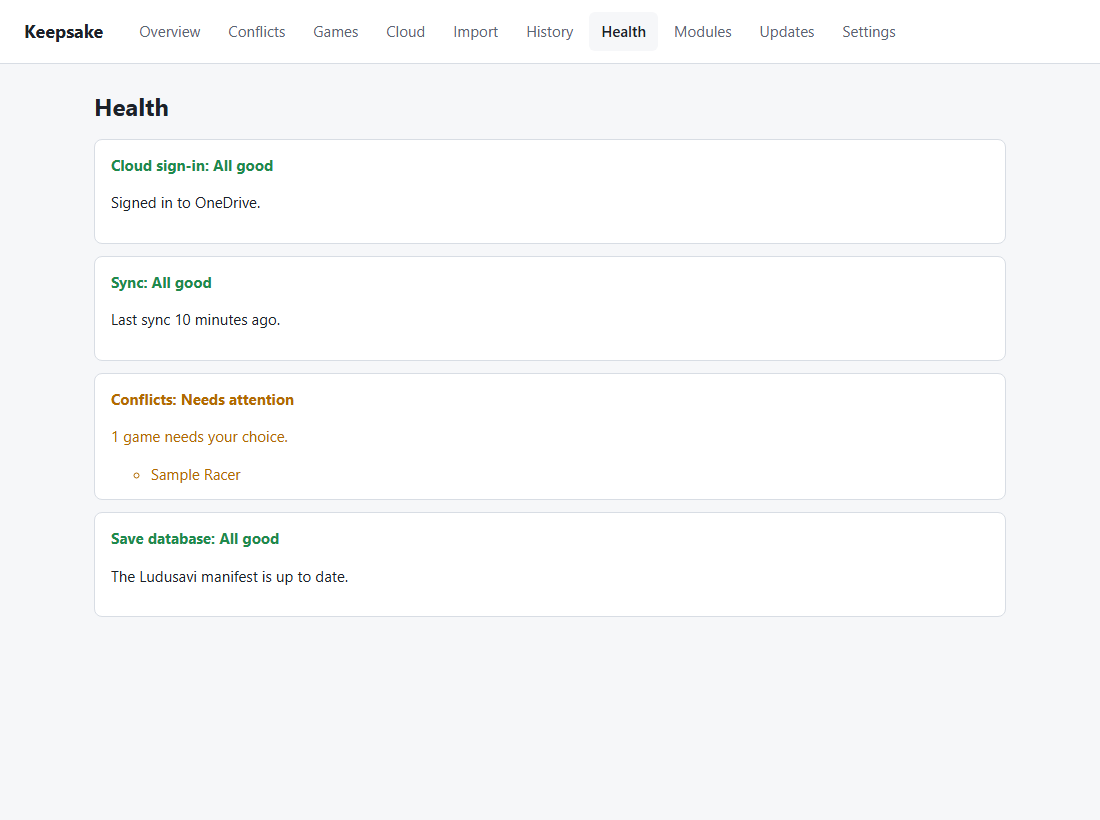 Keepsake Overview Conflicts Games Cloud Import History Health Modules Updates Settings
Health
Cloud sign-in: All good
Signed in to OneDrive.
Sync: All good
Last sync 10 minutes ago.
Conflicts: Needs attention
1 game needs your choice.
Sample Racer
Save database: All good
The Ludusavi manifest is up to date.